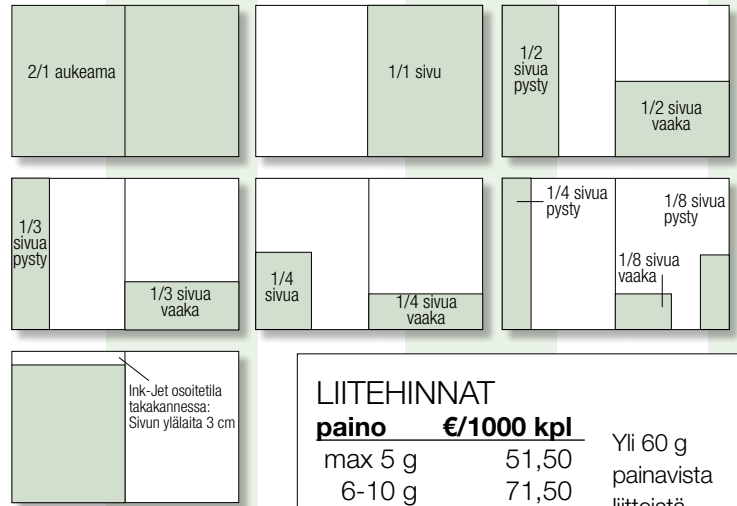 2/1 aukeama
1/1 sivu
1/2
sivua
pysty
1/2 sivua
vaaka
1/3
sivua
pysty
1/3 sivua
vaaka
1/4
sivua
1/4 sivua
vaaka
1/4 sivua
pysty
1/8 sivua
pysty
1/8 sivua
vaaka
Ink-Jet osoitetila
takakannessa:
Sivun ylälaita 3 cm
LIITEHINNAT
paino €/1000 kpl
max 5 g 51,50
6-10 g 71,50
Yli 60 g
painavista
liitteistä